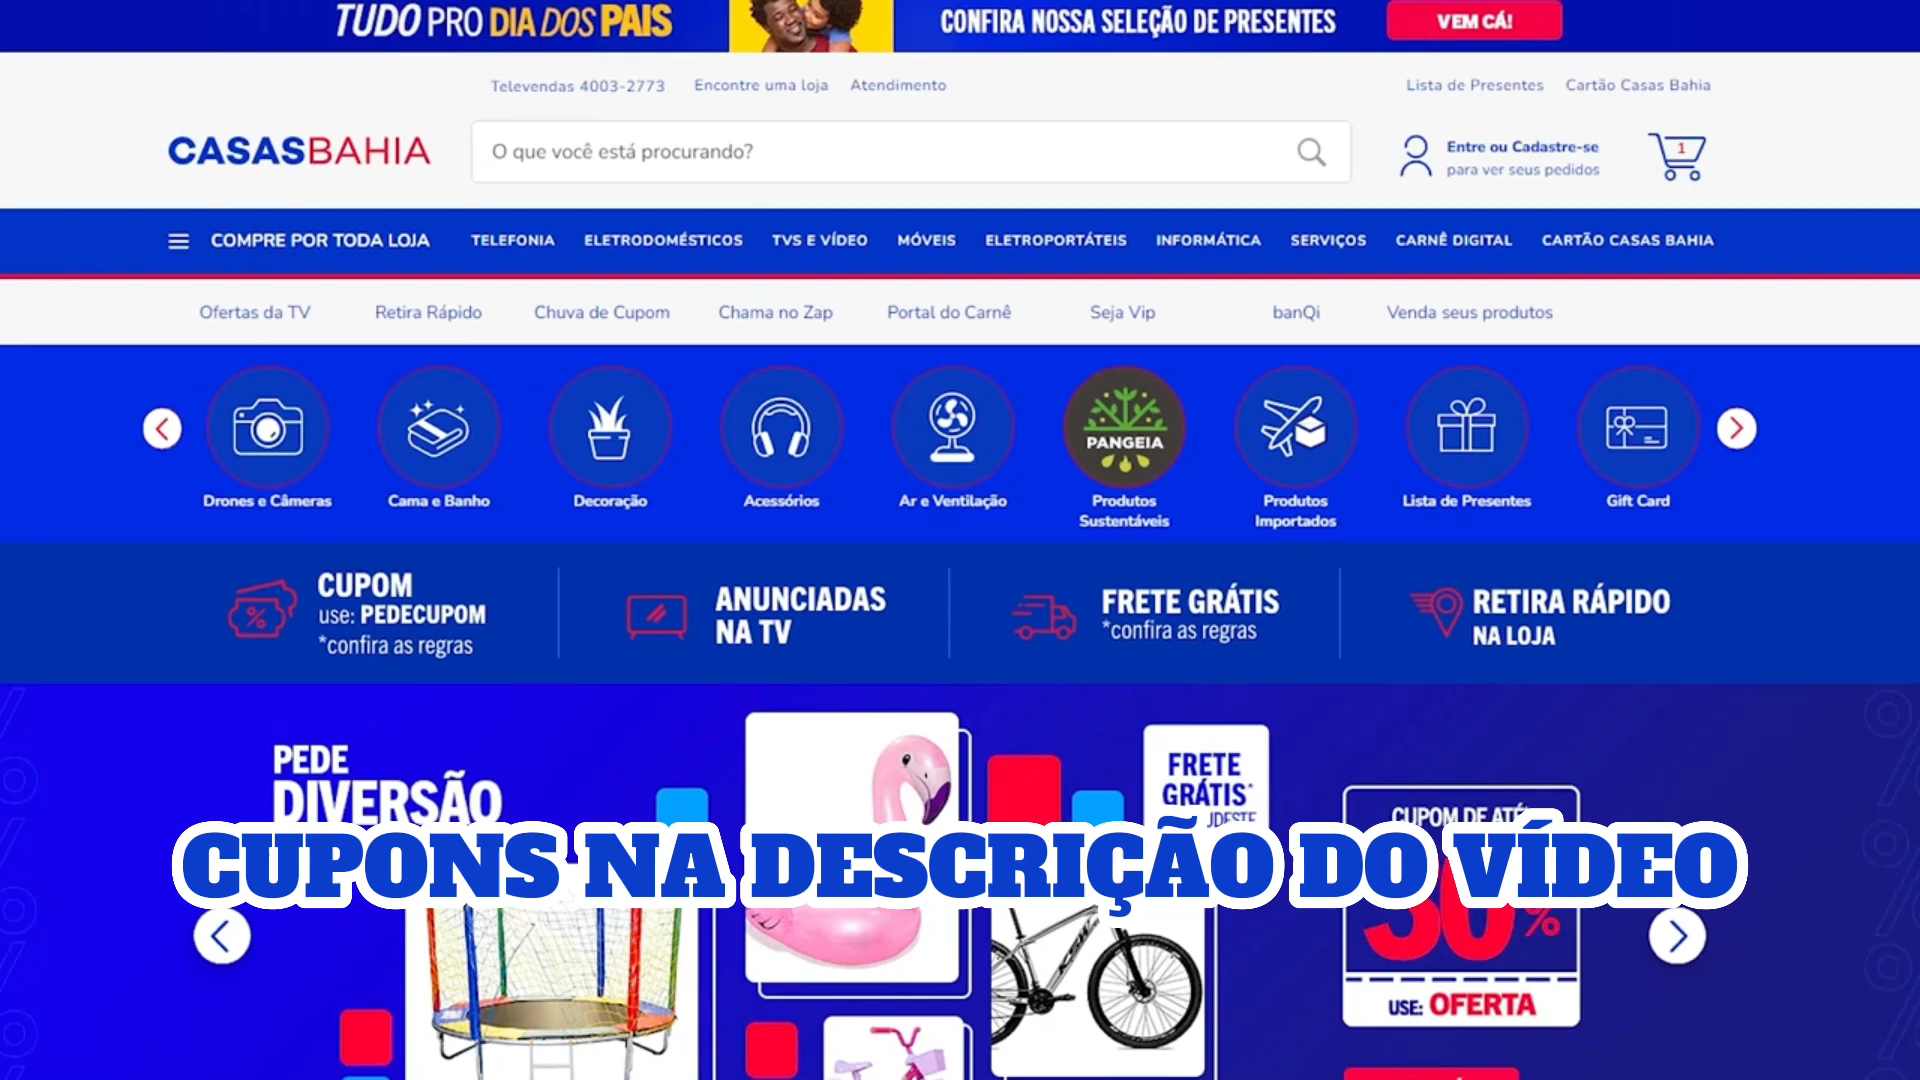 TUDO PRO DIA DOS PAIS
CONFIRA NOSSA SELEÇÃO DE PRESENTES
VEM CÁ!
Televendas 4003-2773
Encontre uma loja
Atendimento
Lista de Presentes
Cartão Casas Bahia
CASASBAHIA
O que você está procurando?
Entre ou Cadastre-se
para ver seus pedidos
1
COMPRE POR TODA LOJA
TELEFONIA
ELETRODOMÉSTICOS
TVS E VÍDEO
MÓVEIS
ELETROPORTÁTEIS
INFORMÁTICA
SERVIÇOS
CARNÊ DIGITAL
CARTÃO CASAS BAHIA
Ofertas da TV
Retira Rápido
Chuva de Cupom
Chama no Zap
Portal do Carnê
Seja Vip
banQi
Venda seus produtos
PANGEIA
Drones e Câmeras
Cama e Banho
Decoração
Acessórios
Ar e Ventilação
Produtos
Sustentáveis
Produtos
Importados
Lista de Presentes
Gift Card
CUPOM
use: PEDECUPOM
*confira as regras
ANUNCIADAS
NA TV
FRETE GRÁTIS
*confira as regras
RETIRA RÁPIDO
NA LOJA
PEDE
DIVERSÃO
FRETE
GRÁTIS*
CUPOM DE ATÉ*
CUPONS NA DESCRIÇÃO DO VÍDEO
30%
KSW
USE: OFERTA